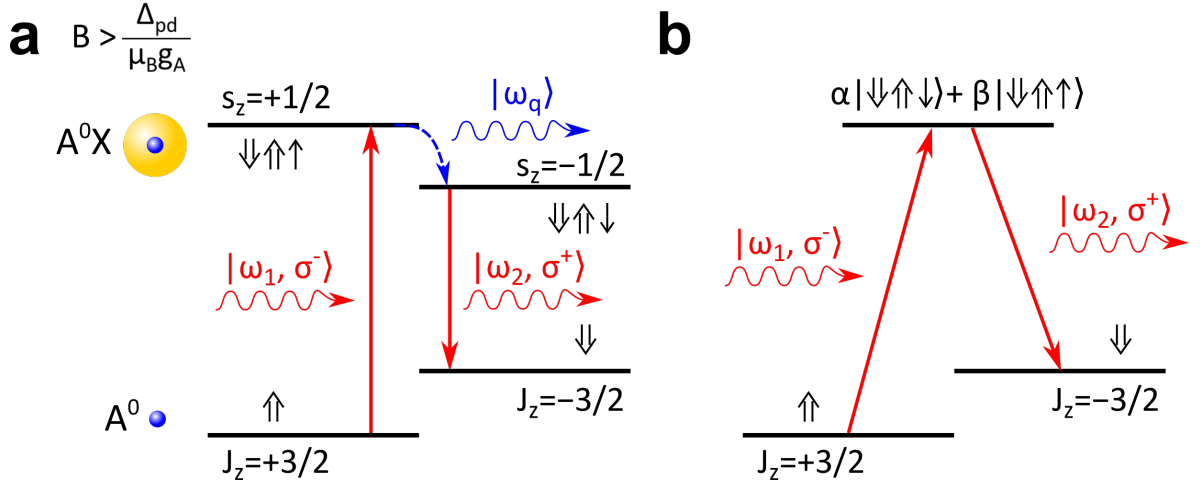 a
B > Δpd / μBgA
sz=+1/2
|ωq⟩
A⁰X
⇓⇑↑
sz=−1/2
⇓⇑↓
|ω1, σ-⟩
|ω2, σ+⟩
⇓
Jz=−3/2
A⁰
⇑
Jz=+3/2
b
α|⇓⇑↓⟩+ β|⇓⇑↑⟩
|ω1, σ-⟩
|ω2, σ+⟩
⇓
Jz=−3/2
⇑
Jz=+3/2